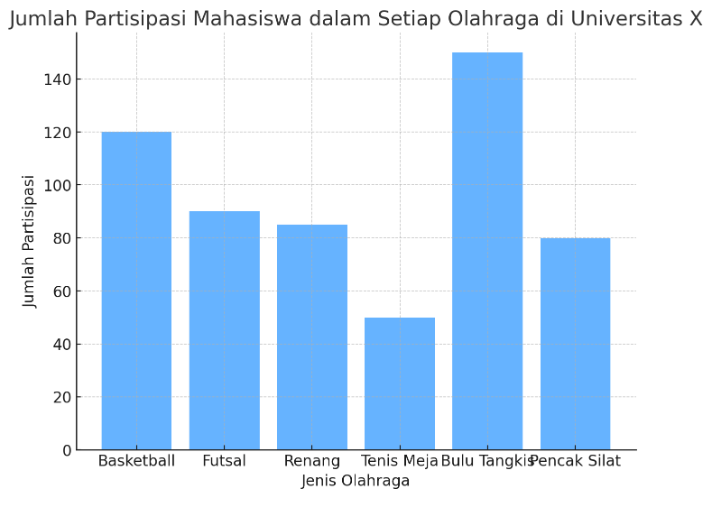 Jumlah Partisipasi Mahasiswa dalam Setiap Olahraga di Universitas X
Jumlah Partisipasi
140
120
100
80
60
40
20
0
Basketball Futsal Renang Tenis Meja Bulu Tangkis Pencak Silat
Jenis Olahraga